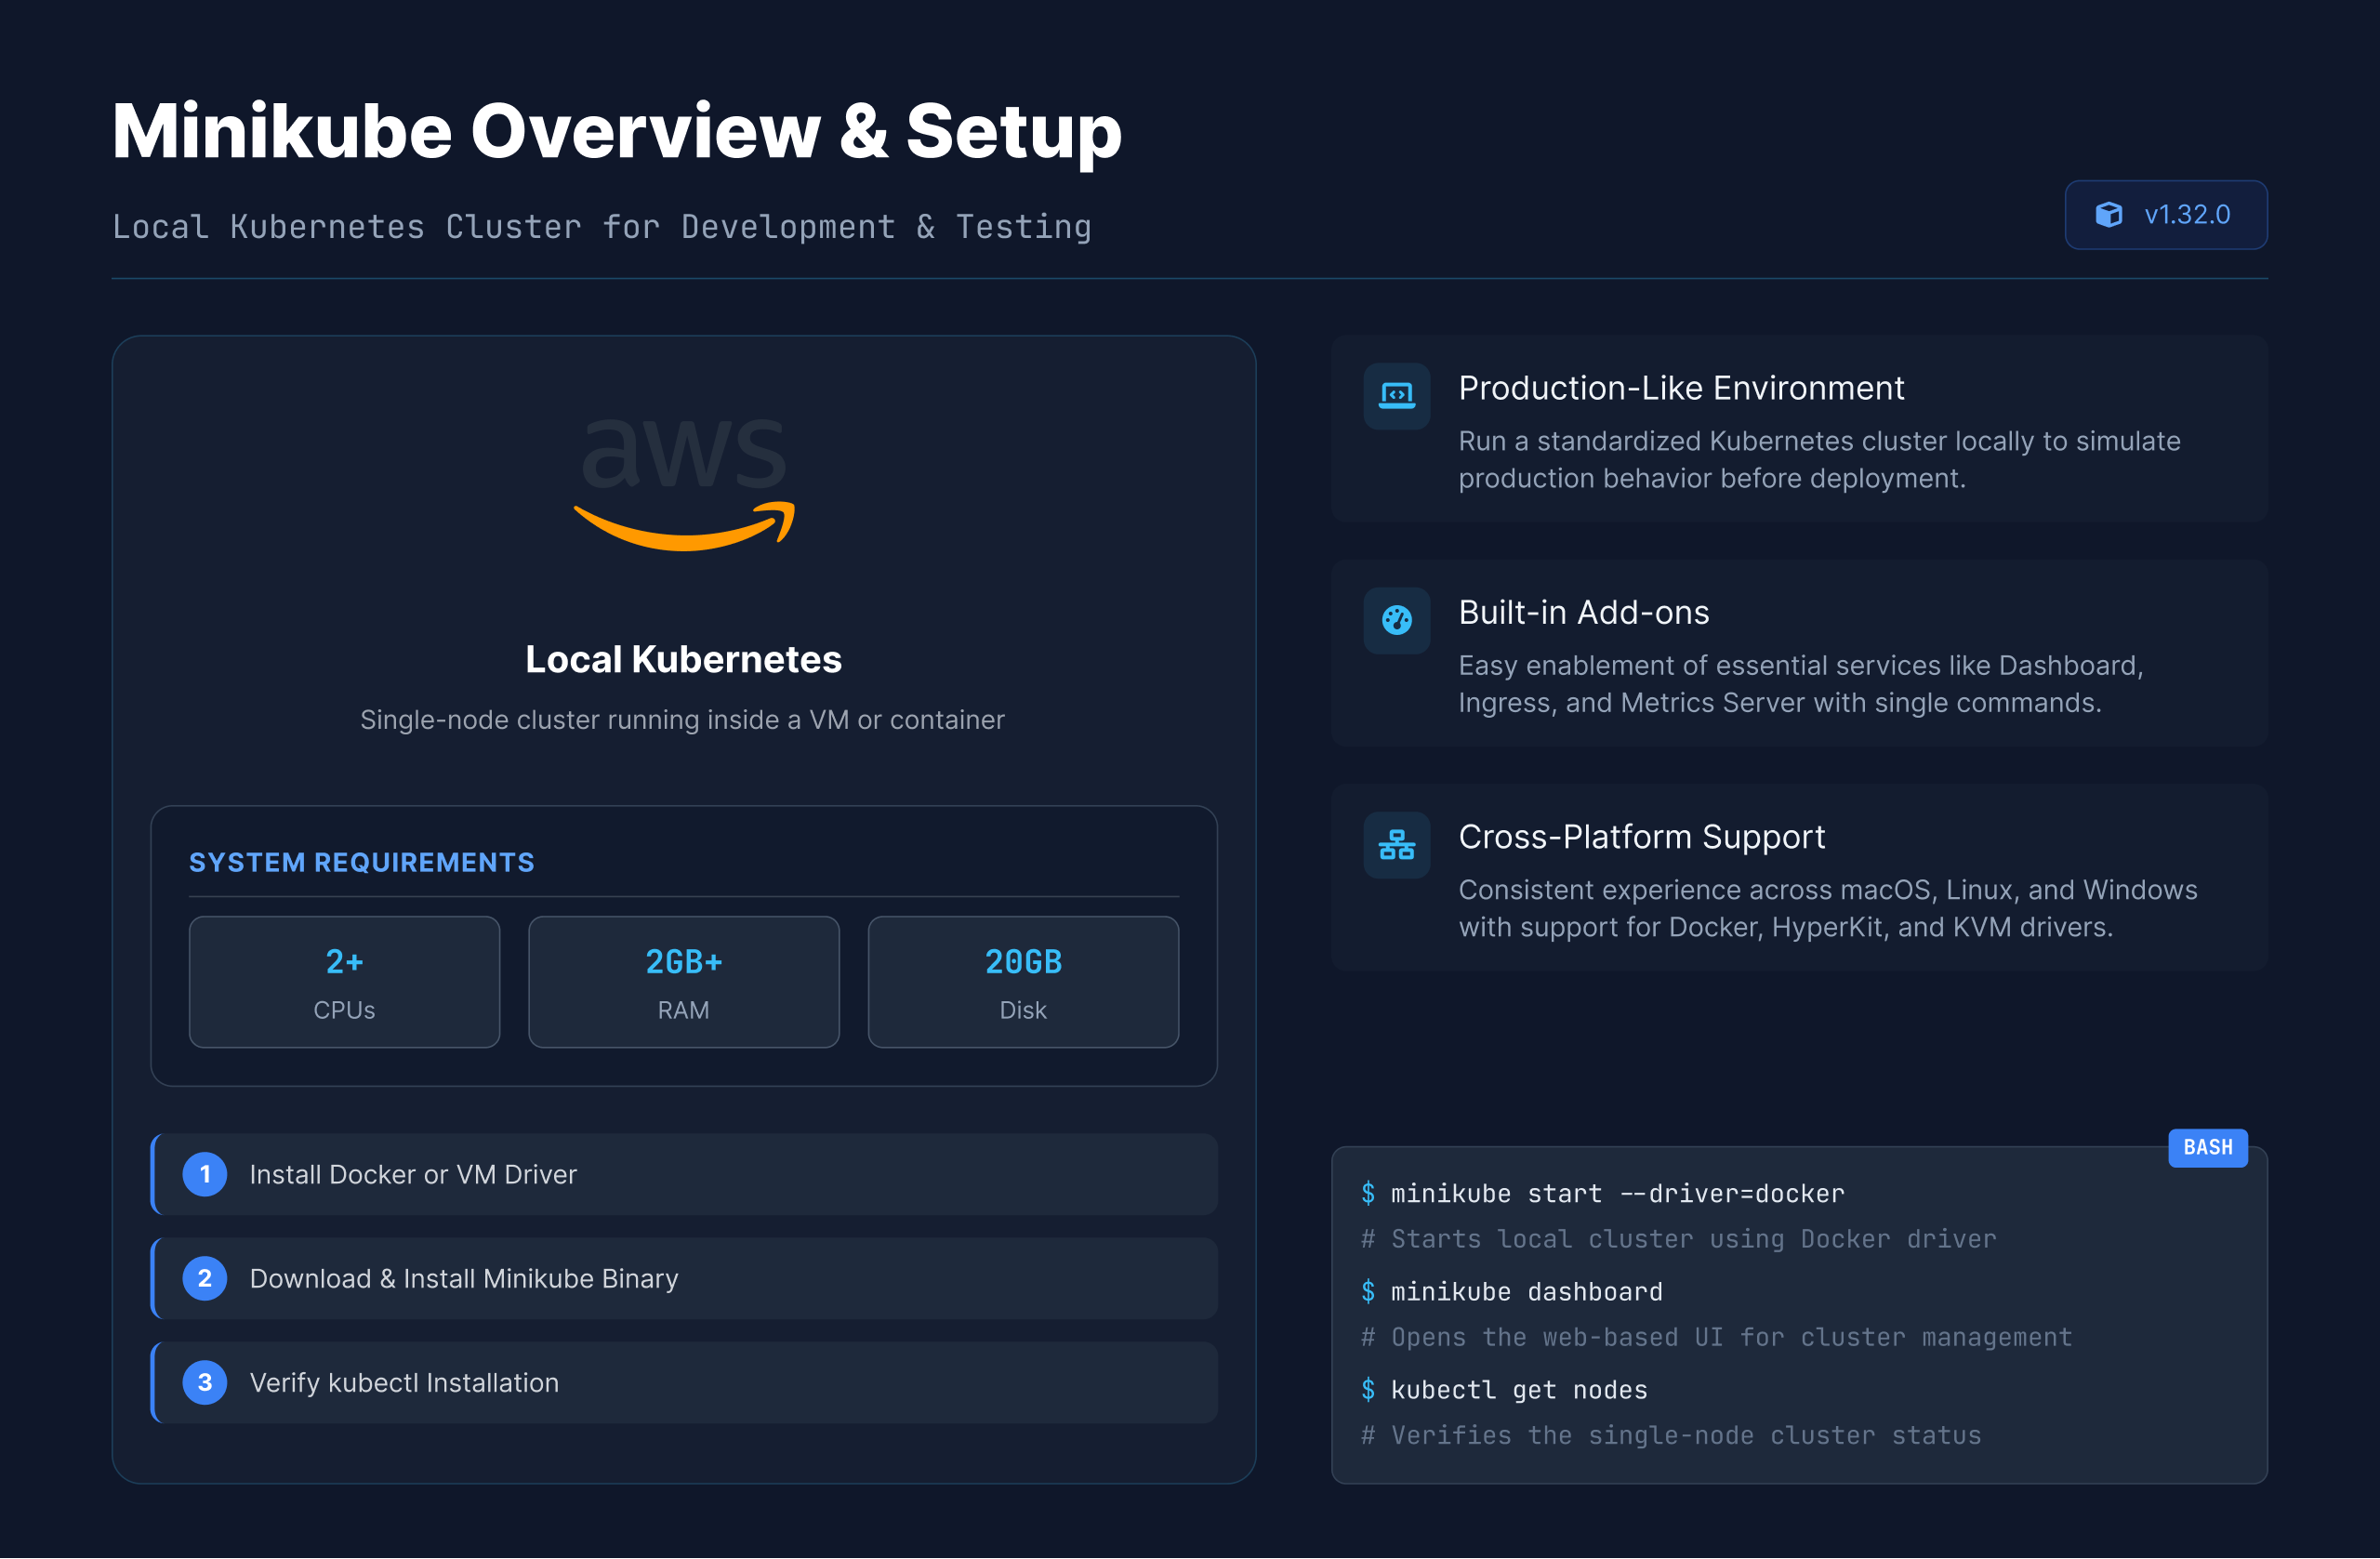 Minikube Overview & Setup
Local Kubernetes Cluster for Development & Testing
v1.32.0
aws
Local Kubernetes
Single-node cluster running inside a VM or container
SYSTEM REQUIREMENTS
2+
CPUs
2GB+
RAM
20GB
Disk
1
Install Docker or VM Driver
2
Download & Install Minikube Binary
3
Verify kubectl Installation
Production-Like Environment
Run a standardized Kubernetes cluster locally to simulate
production behavior before deployment.
Built-in Add-ons
Easy enablement of essential services like Dashboard,
Ingress, and Metrics Server with single commands.
Cross-Platform Support
Consistent experience across macOS, Linux, and Windows
with support for Docker, HyperKit, and KVM drivers.
BASH
$ minikube start --driver=docker
# Starts local cluster using Docker driver
$ minikube dashboard
# Opens the web-based UI for cluster management
$ kubectl get nodes
# Verifies the single-node cluster status